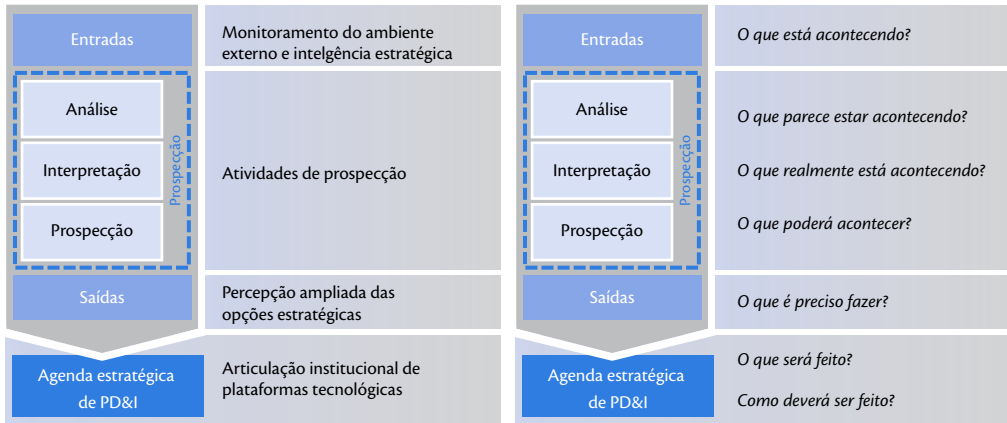 Entradas
Monitoramento do ambiente
externo e intelgência estratégica
Análise
Interpretação
Prospecção
Prospecção
Atividades de prospecção
Saídas
Percepção ampliada das
opções estratégicas
Agenda estratégica
de PD&I
Articulação institucional de
plataformas tecnológicas
Entradas
O que está acontecendo?
Análise
O que parece estar acontecendo?
Interpretação
O que realmente está acontecendo?
Prospecção
O que poderá acontecer?
Prospecção
Saídas
O que é preciso fazer?
Agenda estratégica
de PD&I
O que será feito?
Como deverá ser feito?